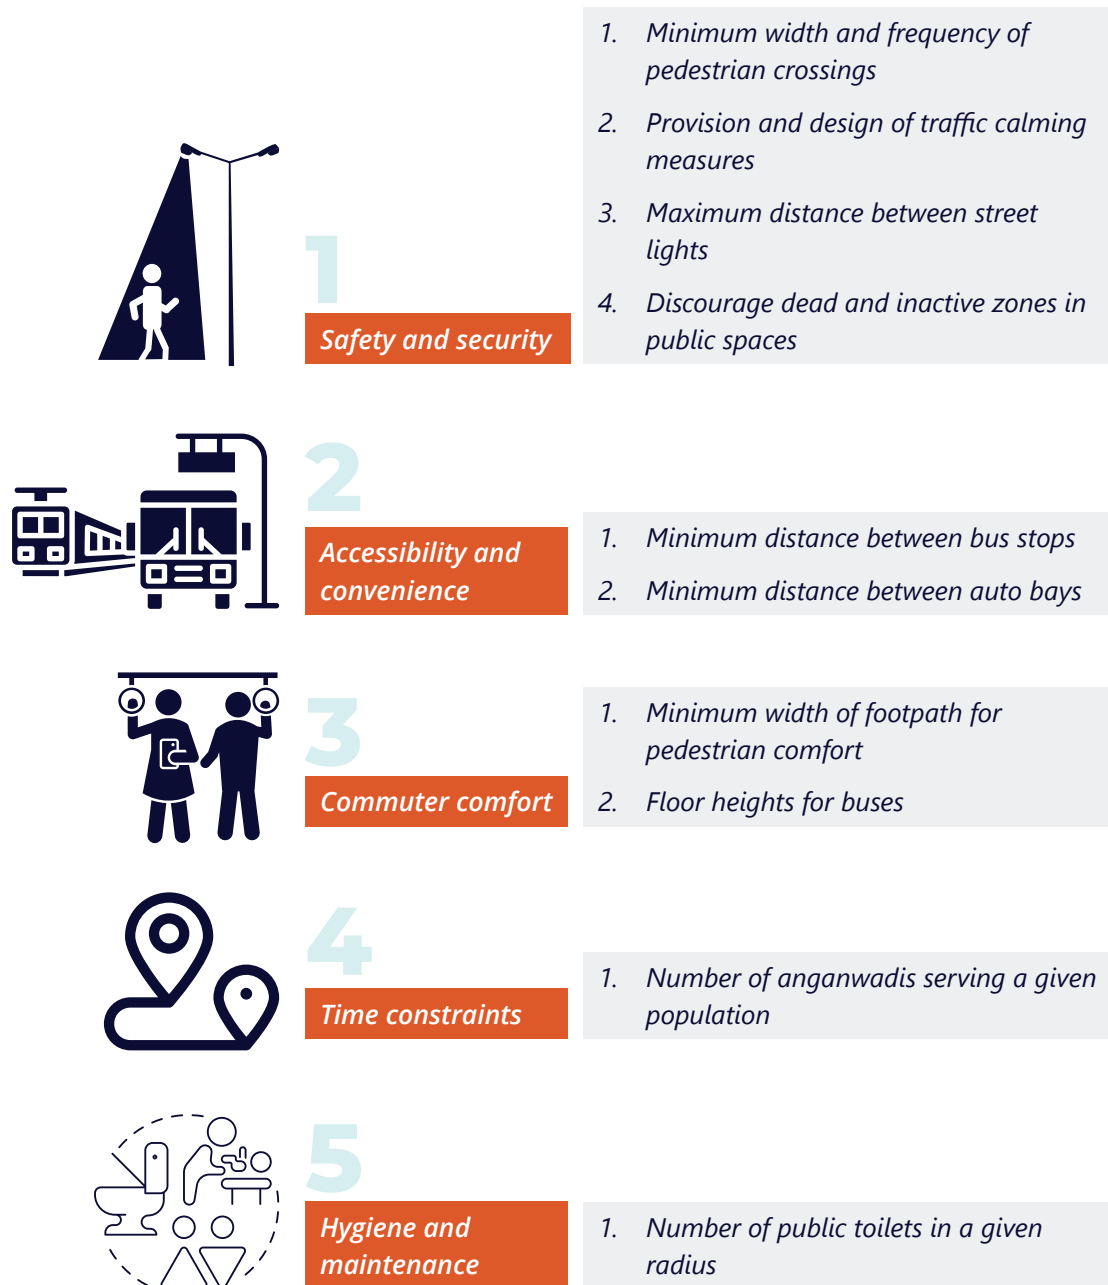 1
Safety and security
1. Minimum width and frequency of
pedestrian crossings
2. Provision and design of traffic calming
measures
3. Maximum distance between street
lights
4. Discourage dead and inactive zones in
public spaces
2
Accessibility and
convenience
1. Minimum distance between bus stops
2. Minimum distance between auto bays
3
Commuter comfort
1. Minimum width of footpath for
pedestrian comfort
2. Floor heights for buses
4
Time constraints
1. Number of anganwadis serving a given
population
5
Hygiene and
maintenance
1. Number of public toilets in a given
radius